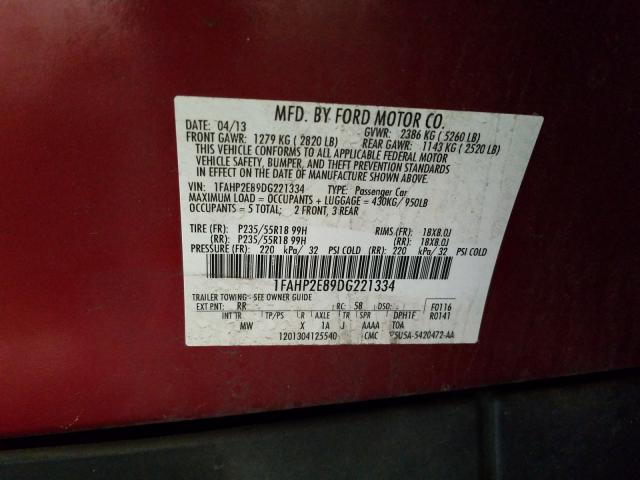 MFD. BY FORD MOTOR CO.
DATE: 04/13 GVWR: 2386 KG ( 5260 LB)
FRONT GAWR: 1279 KG ( 2820 LB) REAR GAWR: 1143 KG ( 2520 LB)
THIS VEHICLE CONFORMS TO ALL APPLICABLE FEDERAL MOTOR
VEHICLE SAFETY, BUMPER, AND THEFT PREVENTION STANDARDS
IN EFFECT ON THE DATE OF MANUFACTURE SHOWN ABOVE.
VIN: 1FAHP2E89DG221334 TYPE: Passenger Car
MAXIMUM LOAD = OCCUPANTS + LUGGAGE = 430KG/ 950LB
OCCUPANTS = 5 TOTAL; 2 FRONT, 3 REAR
TIRE (FR): P235/55R18 99H RIMS (FR): 18X8.0J
(RR): P235/55R18 99H (RR): 18X8.0J
PRESSURE (FR): 220 kPa/ 32 PSI COLD (RR): 220 kPa/ 32 PSI COLD
1FAHP2E89DG221334
TRAILER TOWING - SEE OWNER GUIDE
EXT PNT: RR RC: 58 DSO: F0116
INT TR TP/PS R AXLE TR SPR DPH1F R0141
MW X 1A J AAAA TOA
1201304125540 CMC 5U5A-5420472-AA